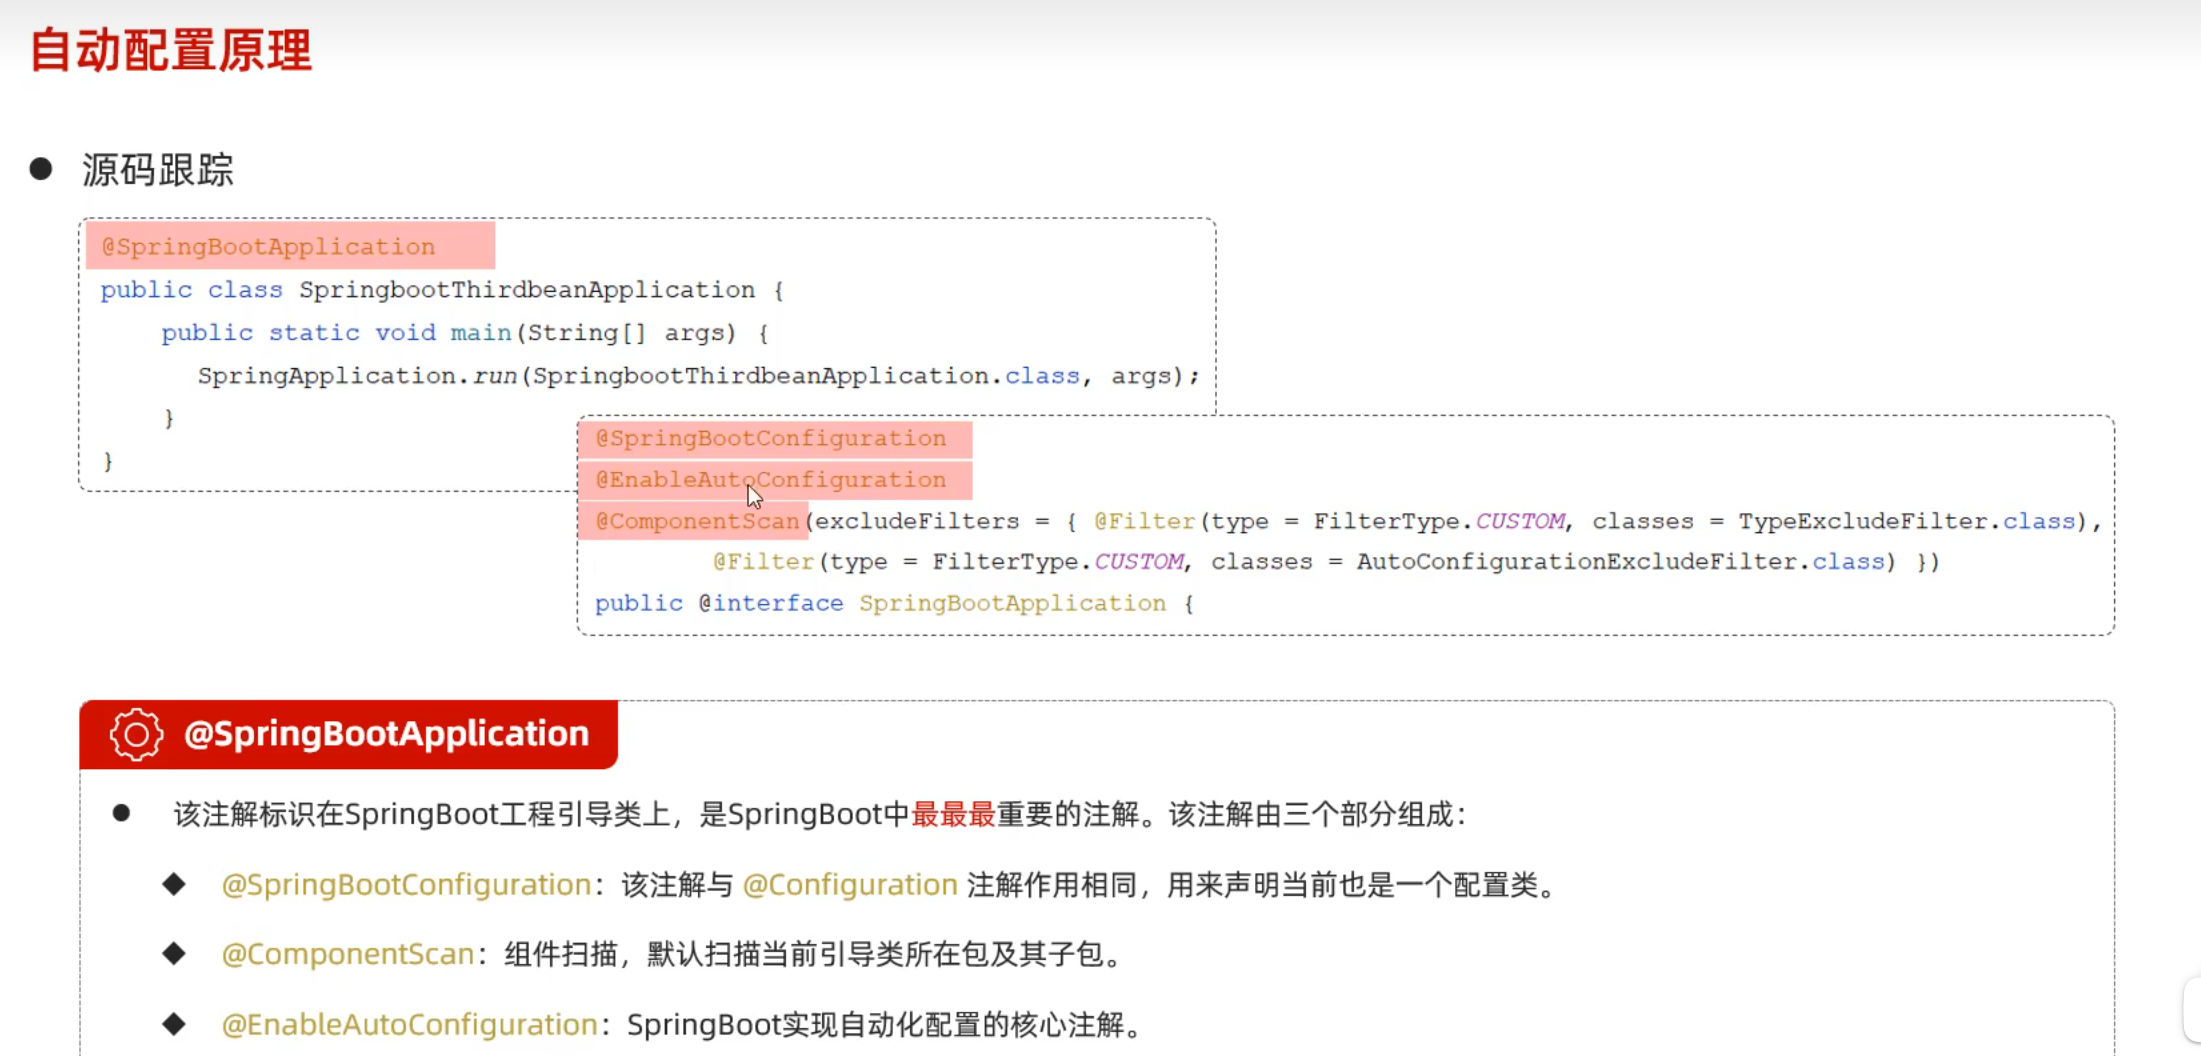 自动配置原理
● 源码跟踪
@SpringBootApplication
public class SpringbootThirdbeanApplication {
public static void main(String[] args) {
SpringApplication.run(SpringbootThirdbeanApplication.class, args);
}
}
@SpringBootConfiguration
@EnableAutoConfiguration
@ComponentScan(excludeFilters = { @Filter(type = FilterType.CUSTOM, classes = TypeExcludeFilter.class),
@Filter(type = FilterType.CUSTOM, classes = AutoConfigurationExcludeFilter.class) })
public @interface SpringBootApplication {
@SpringBootApplication
● 该注解标识在SpringBoot工程引导类上，是SpringBoot中最最最重要的注解。该注解由三个部分组成：
◆ @SpringBootConfiguration：该注解与 @Configuration 注解作用相同，用来声明当前也是一个配置类。
◆ @ComponentScan：组件扫描，默认扫描当前引导类所在包及其子包。
◆ @EnableAutoConfiguration：SpringBoot实现自动化配置的核心注解。